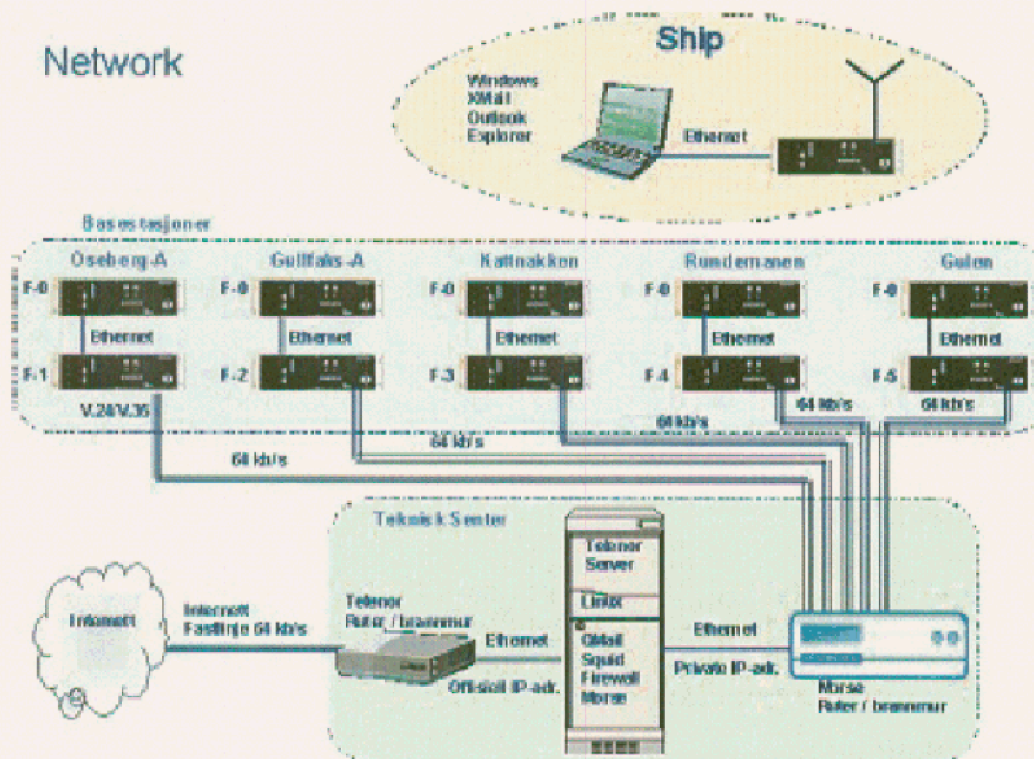 Network
Ship
Windows
XMail
Outlook
Explorer
Ethernet
Basestasjoner
Oseberg-A
Gullfaks-A
Kattnakken
Rundemanen
Gulen
F-0
F-0
F-0
F-0
F-0
Ethernet
Ethernet
Ethernet
Ethernet
Ethernet
F-1
F-2
F-3
F-4
F-5
V.24/V.35
64 kb/s
64 kb/s
64 kb/s
64 kb/s
64 kb/s
Teknisk Senter
Telenor
Server
Linux
QMail
Squid
Firewall
Morse
Internett
Internett
Fastlinje 64 kb/s
Telenor
Ruter / brannmur
Ethernet
Offisiell IP-adr.
Ethernet
Private IP-adr.
Morse
Ruter / brannmur